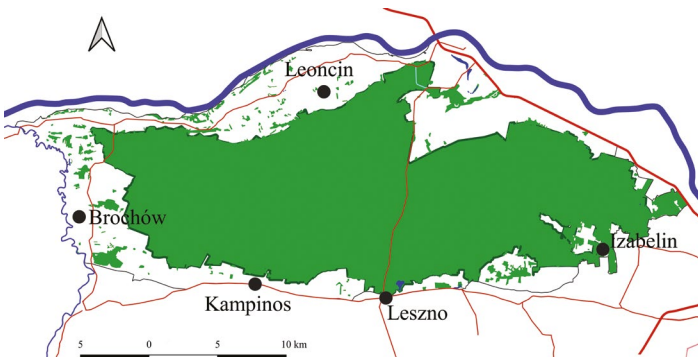 Leoncin
Brochów
Izabelin
Kampinos
Leszno
5 0 5 10 km